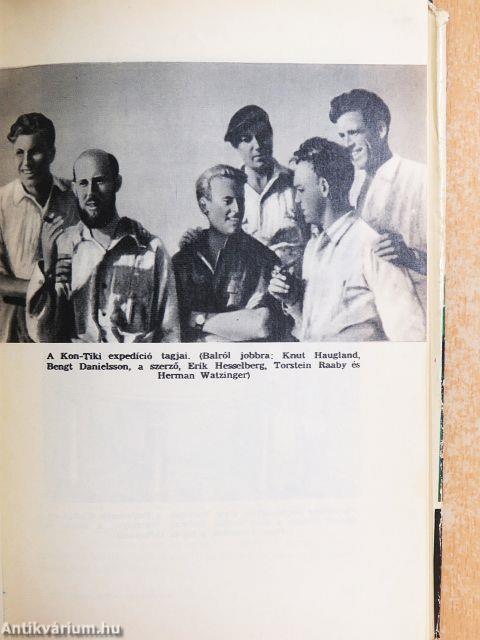 A Kon-Tiki expedíció tagjai. (Balról jobbra: Knut Haugland,
Bengt Danielsson, a szerző, Erik Hesselberg, Torstein Raaby és
Herman Watzinger)
Antikvárium.hu